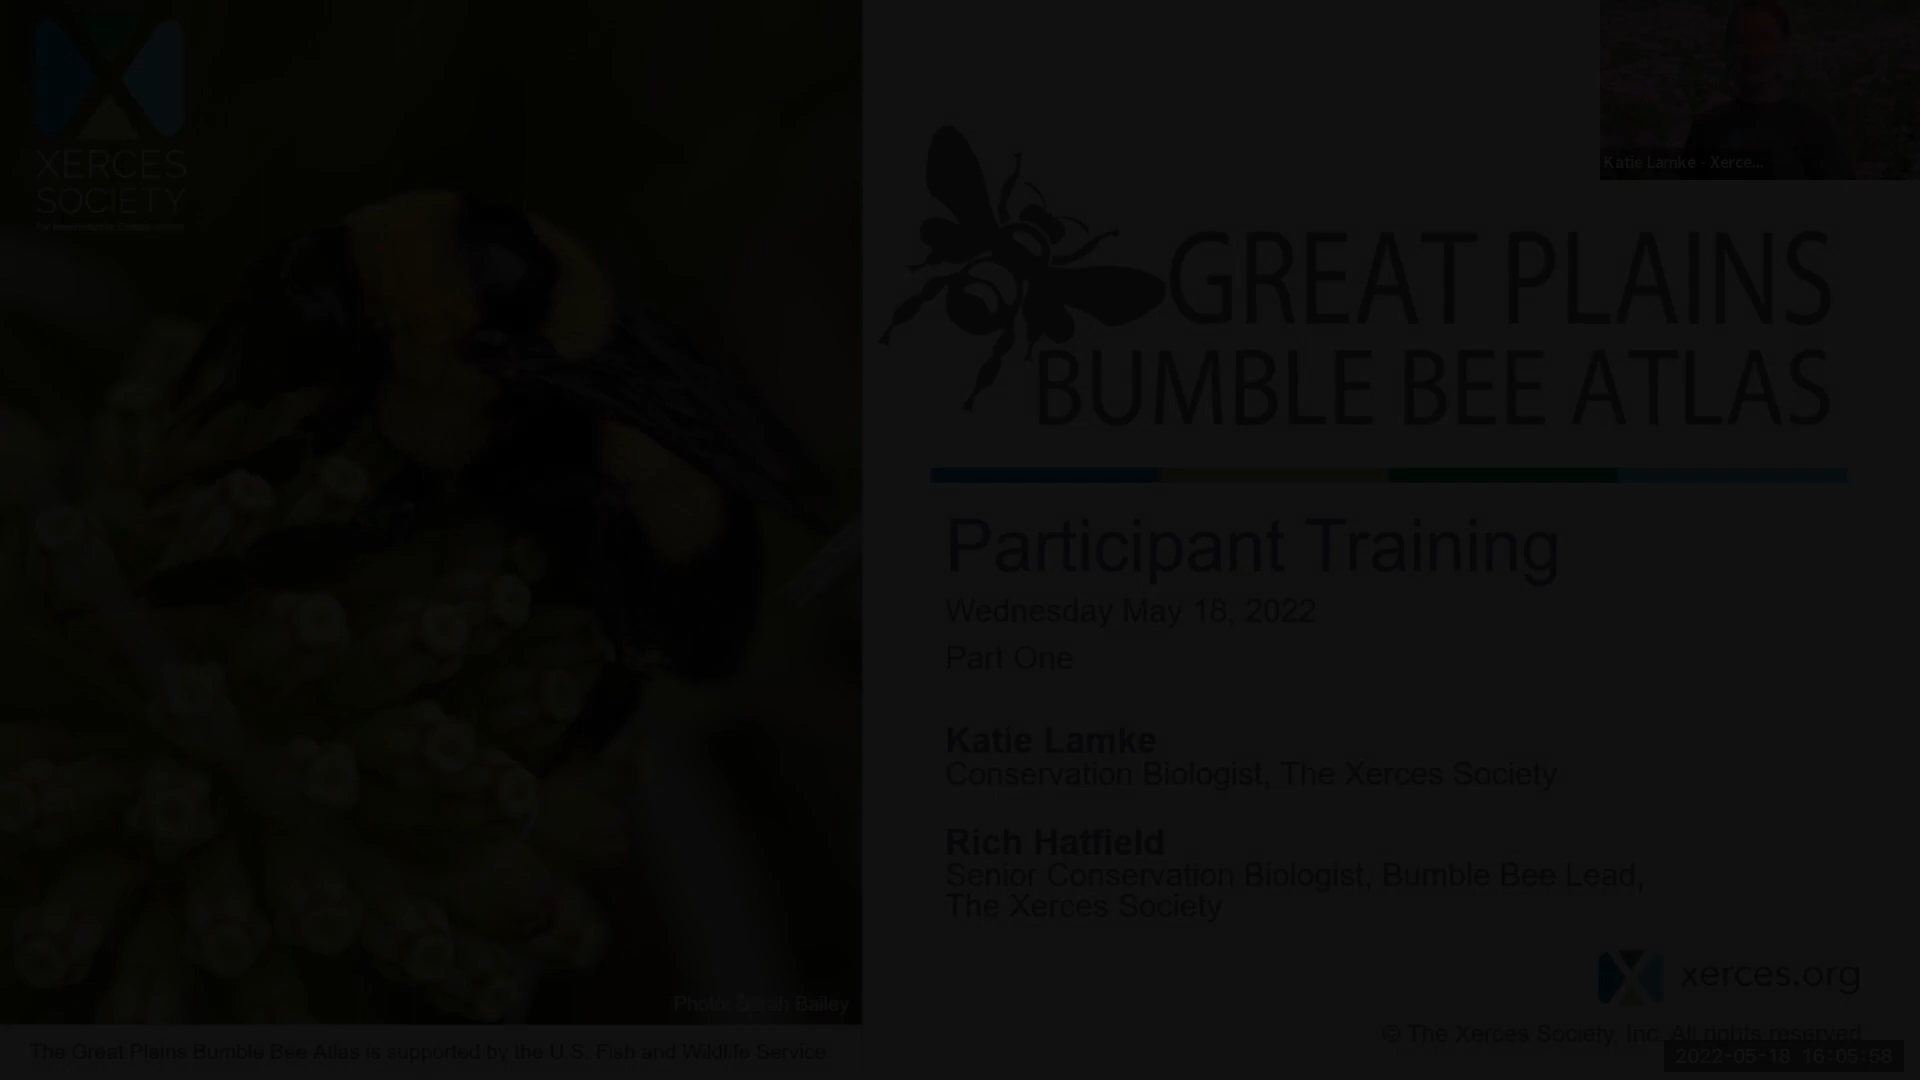 XERCES
SOCIETY
Katie Lamke - Xerce...
GREAT PLAINS
BUMBLE BEE ATLAS
Participant Training
Wednesday May 18, 2022
Part One
Katie Lamke
Conservation Biologist, The Xerces Society
Rich Hatfield
Senior Conservation Biologist, Bumble Bee Lead,
The Xerces Society
xerces.org
Photo: Sarah Bailey
© The Xerces Society, Inc. All rights reserved
The Great Plains Bumble Bee Atlas is supported by the U.S. Fish and Wildlife Service
2022-05-18 16:05:58